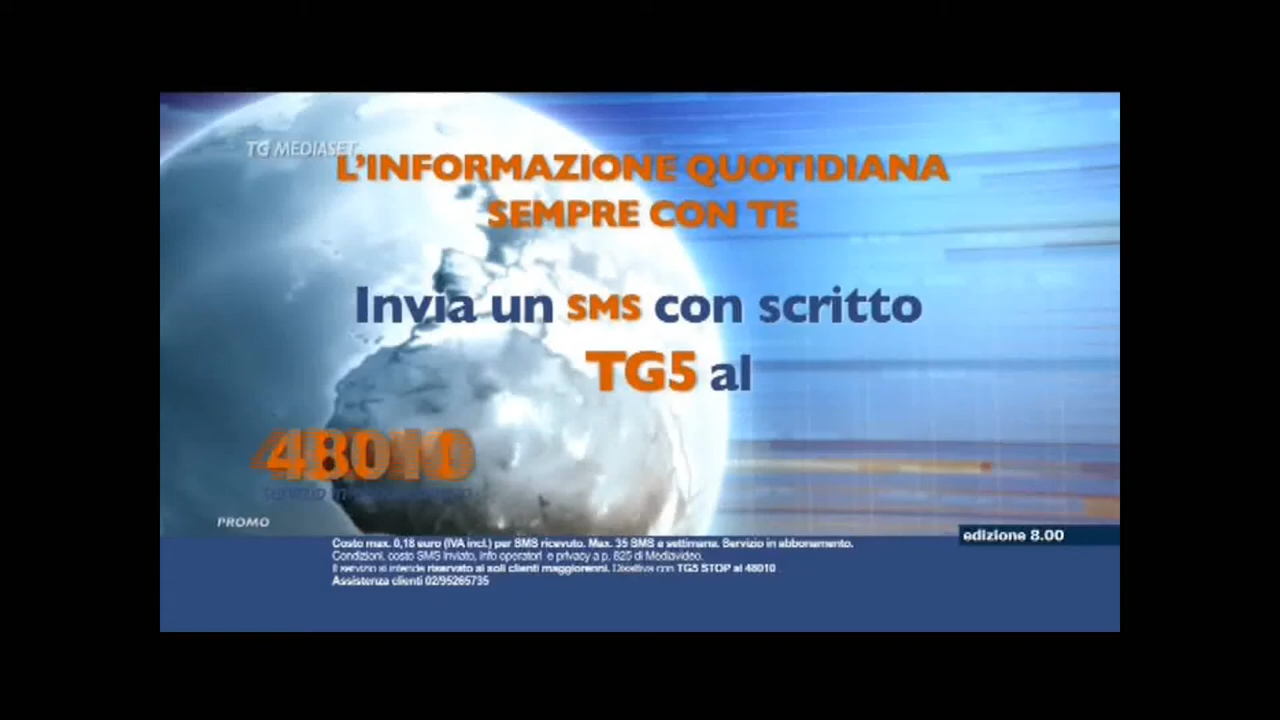 TG MEDIASET
L'INFORMAZIONE QUOTIDIANA
SEMPRE CON TE
Invia un SMS con scritto
TG5 al
48010
servizio in
PROMO
edizione 8.00
Costo max. 0,18 euro (IVA incl.) per SMS ricevuto. Max. 35 SMS a settimana. Servizio in abbonamento.
Condizioni, costo SMS inviato, info operatori e privacy a p. 625 di Mediavideo.
Il servizio si intende riservato ai soli clienti maggiorenni. Disattiva con TG5 STOP al 48010
Assistenza clienti 02/95265735